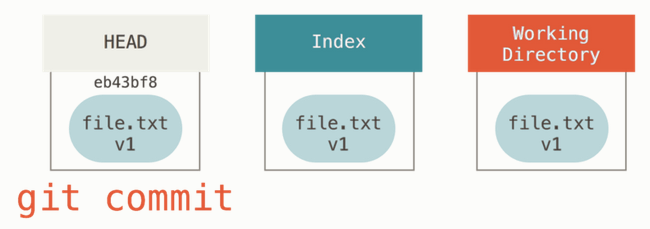 HEAD
Index
Working
Directory
eb43bf8
file.txt
v1
file.txt
v1
file.txt
v1
git commit